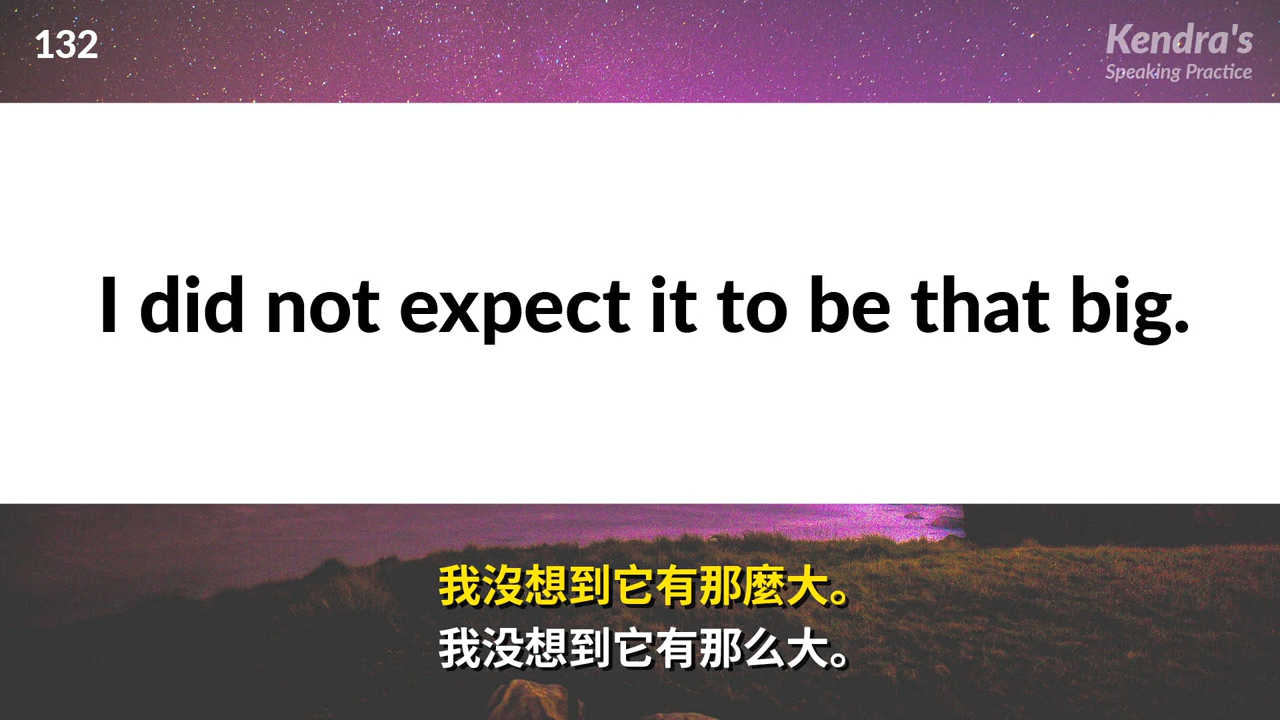 132
Kendra's
Speaking Practice
I did not expect it to be that big.
我沒想到它有那麼大。
我没想到它有那么大。